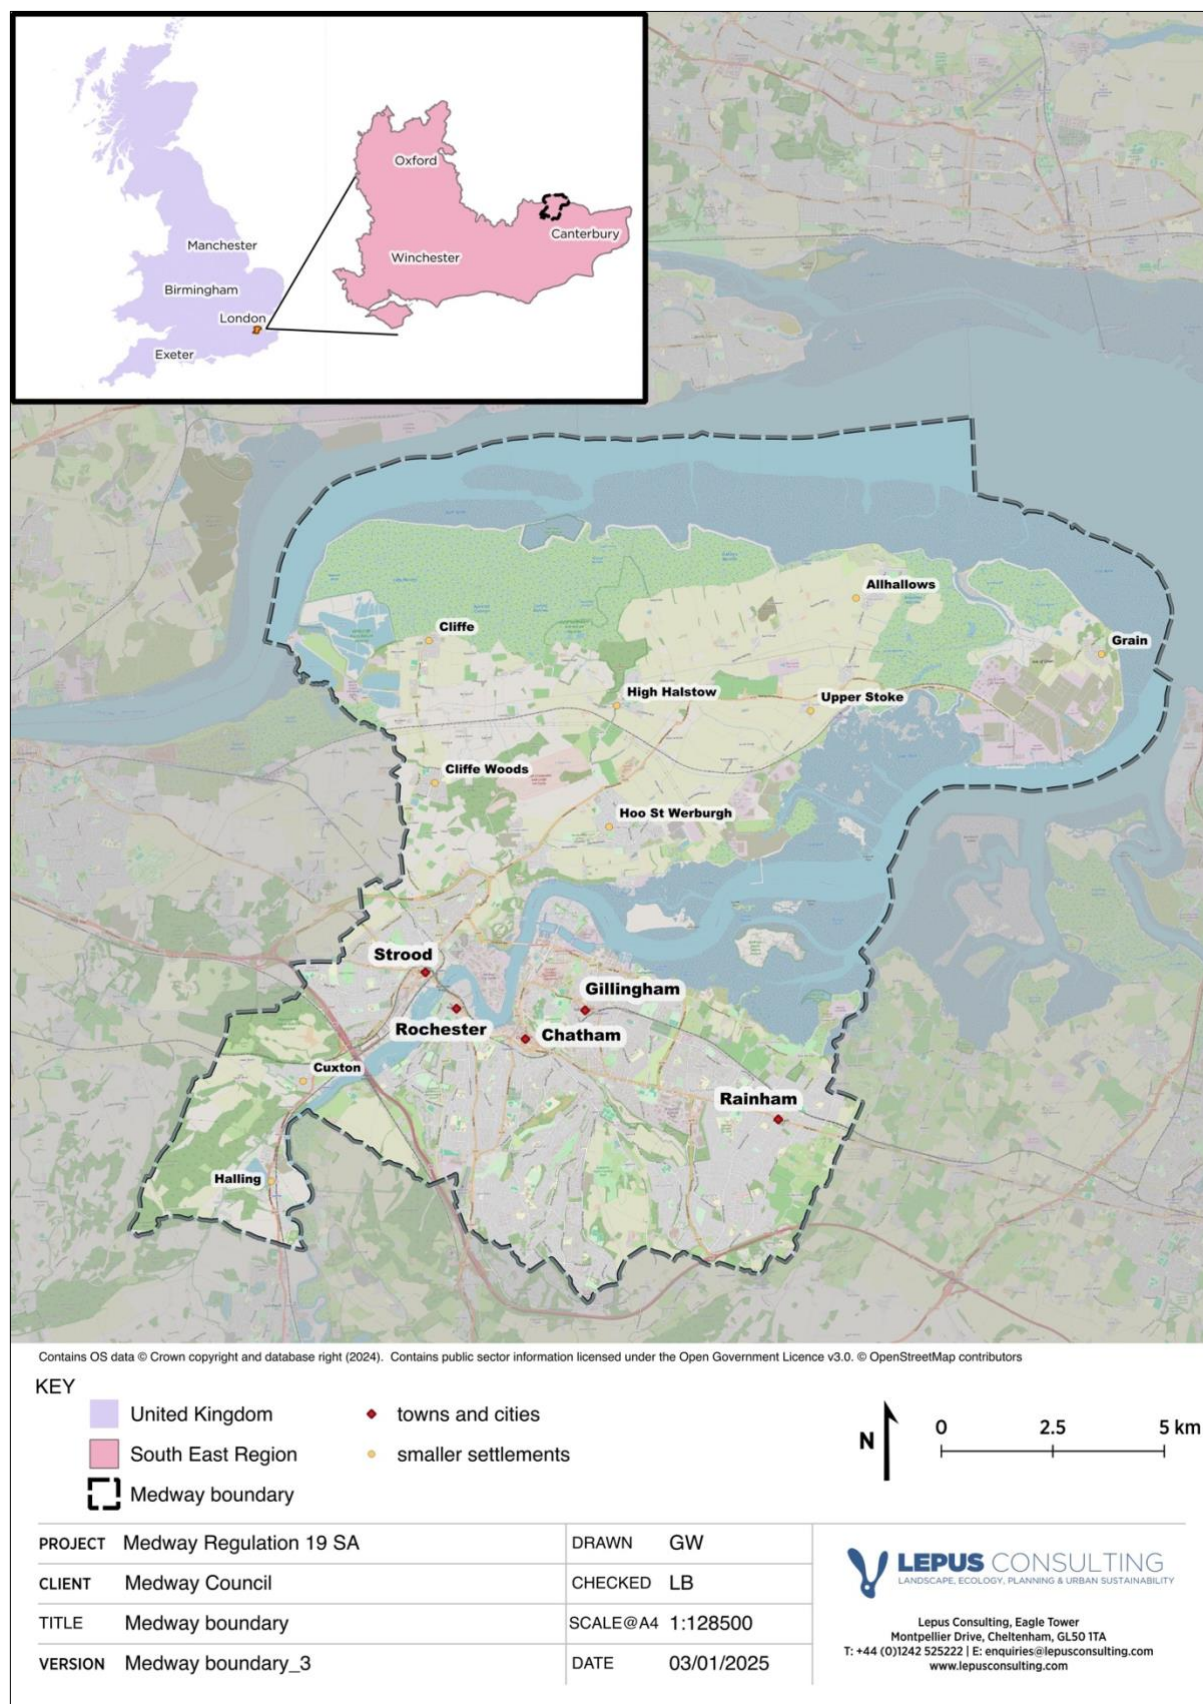 Oxford
Canterbury
Winchester
Manchester
Birmingham
London
Exeter
Allhallows
Cliffe
Grain
High Halstow
Upper Stoke
Cliffe Woods
Hoo St Werburgh
Strood
Gillingham
Rochester
Chatham
Cuxton
Rainham
Halling
Contains OS data © Crown copyright and database right (2024). Contains public sector information licensed under the Open Government Licence v3.0. © OpenStreetMap contributors
KEY
United Kingdom
towns and cities
South East Region
smaller settlements
Medway boundary
N
0 2.5 5 km
PROJECT Medway Regulation 19 SA
CLIENT Medway Council
TITLE Medway boundary
VERSION Medway boundary_3
DRAWN GW
CHECKED LB
SCALE@A4 1:128500
DATE 03/01/2025
LEPUS CONSULTING
LANDSCAPE, ECOLOGY, PLANNING & URBAN SUSTAINABILITY
Lepus Consulting, Eagle Tower
Montpellier Drive, Cheltenham, GL50 1TA
T: +44 (0)1242 525222 | E: enquiries@lepusconsulting.com
www.lepusconsulting.com